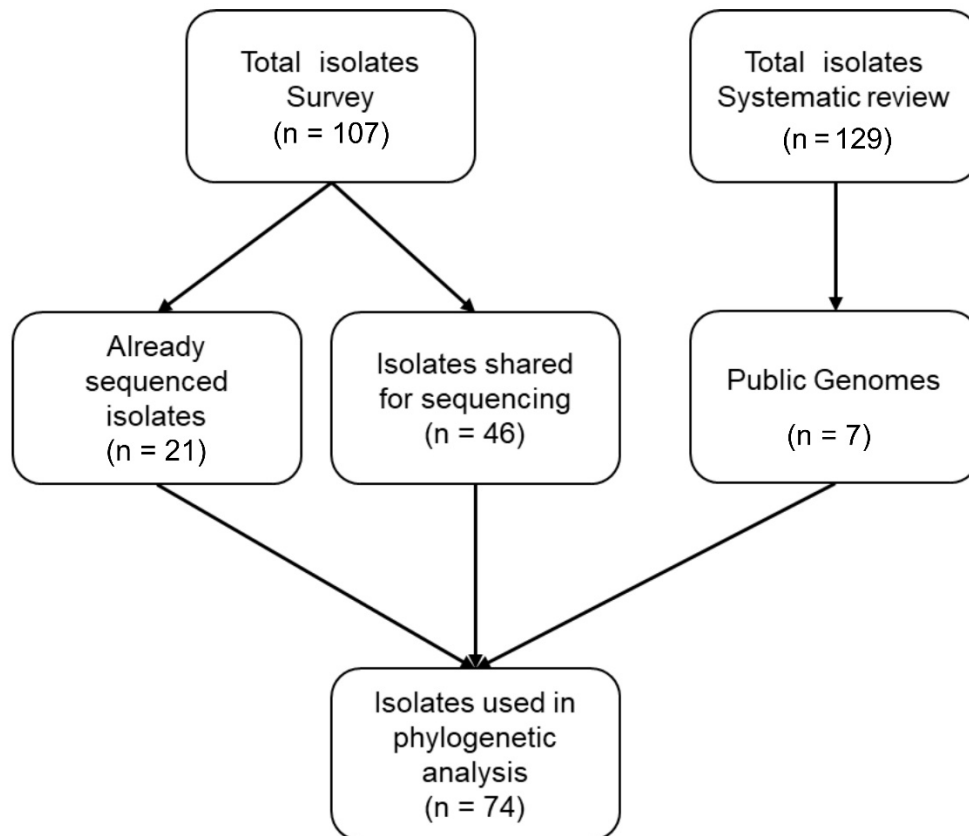 Total isolates
Survey
(n = 107)
Total isolates
Systematic review
(n = 129)
Already
sequenced
isolates
(n = 21)
Isolates shared
for sequencing
(n = 46)
Public Genomes
(n = 7)
Isolates used in
phylogenetic
analysis
(n = 74)